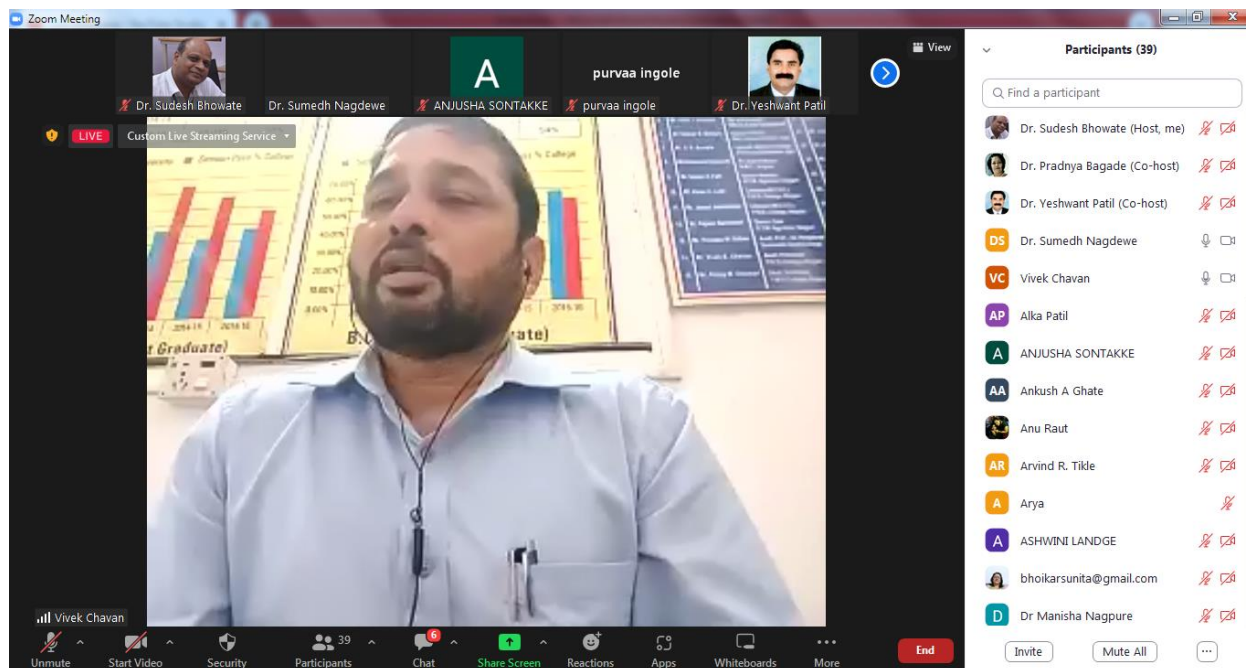 Zoom Meeting
Dr. Sudesh Bhowate
Dr. Sumedh Nagdewe
A
ANJUSHA SONTAKKE
purvaa ingole
purvaa ingole
Dr. Yeshwant Patil
View
LIVE
Custom Live Streaming Service
54%
t Graduate)
Vivek Chavan
Unmute
Start Video
Security
39
Participants
6
Chat
Share Screen
Reactions
Apps
Whiteboards
More
End
Participants (39)
Find a participant
Dr. Sudesh Bhowate (Host, me)
Dr. Pradnya Bagade (Co-host)
Dr. Yeshwant Patil (Co-host)
DS Dr. Sumedh Nagdewe
VC Vivek Chavan
AP Alka Patil
A ANJUSHA SONTAKKE
AA Ankush A Ghate
Anu Raut
AR Arvind R. Tikle
A Arya
A ASHWINI LANDGE
bhoikarsunita@gmail.com
D Dr Manisha Nagpure
Invite
Mute All
...